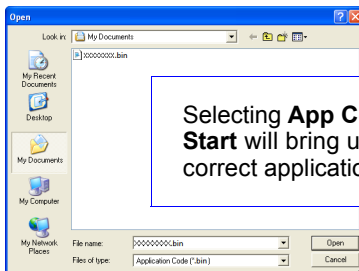 Open
Look in: My Documents
XXXXXXXX.bin
My Recent
Documents
Desktop
My Documents
My Computer
My Network
Places
Selecting App C
Start will bring u
correct applicatio
File name: XXXXXXXX.bin Open
Files of type: Application Code (*.bin) Cancel